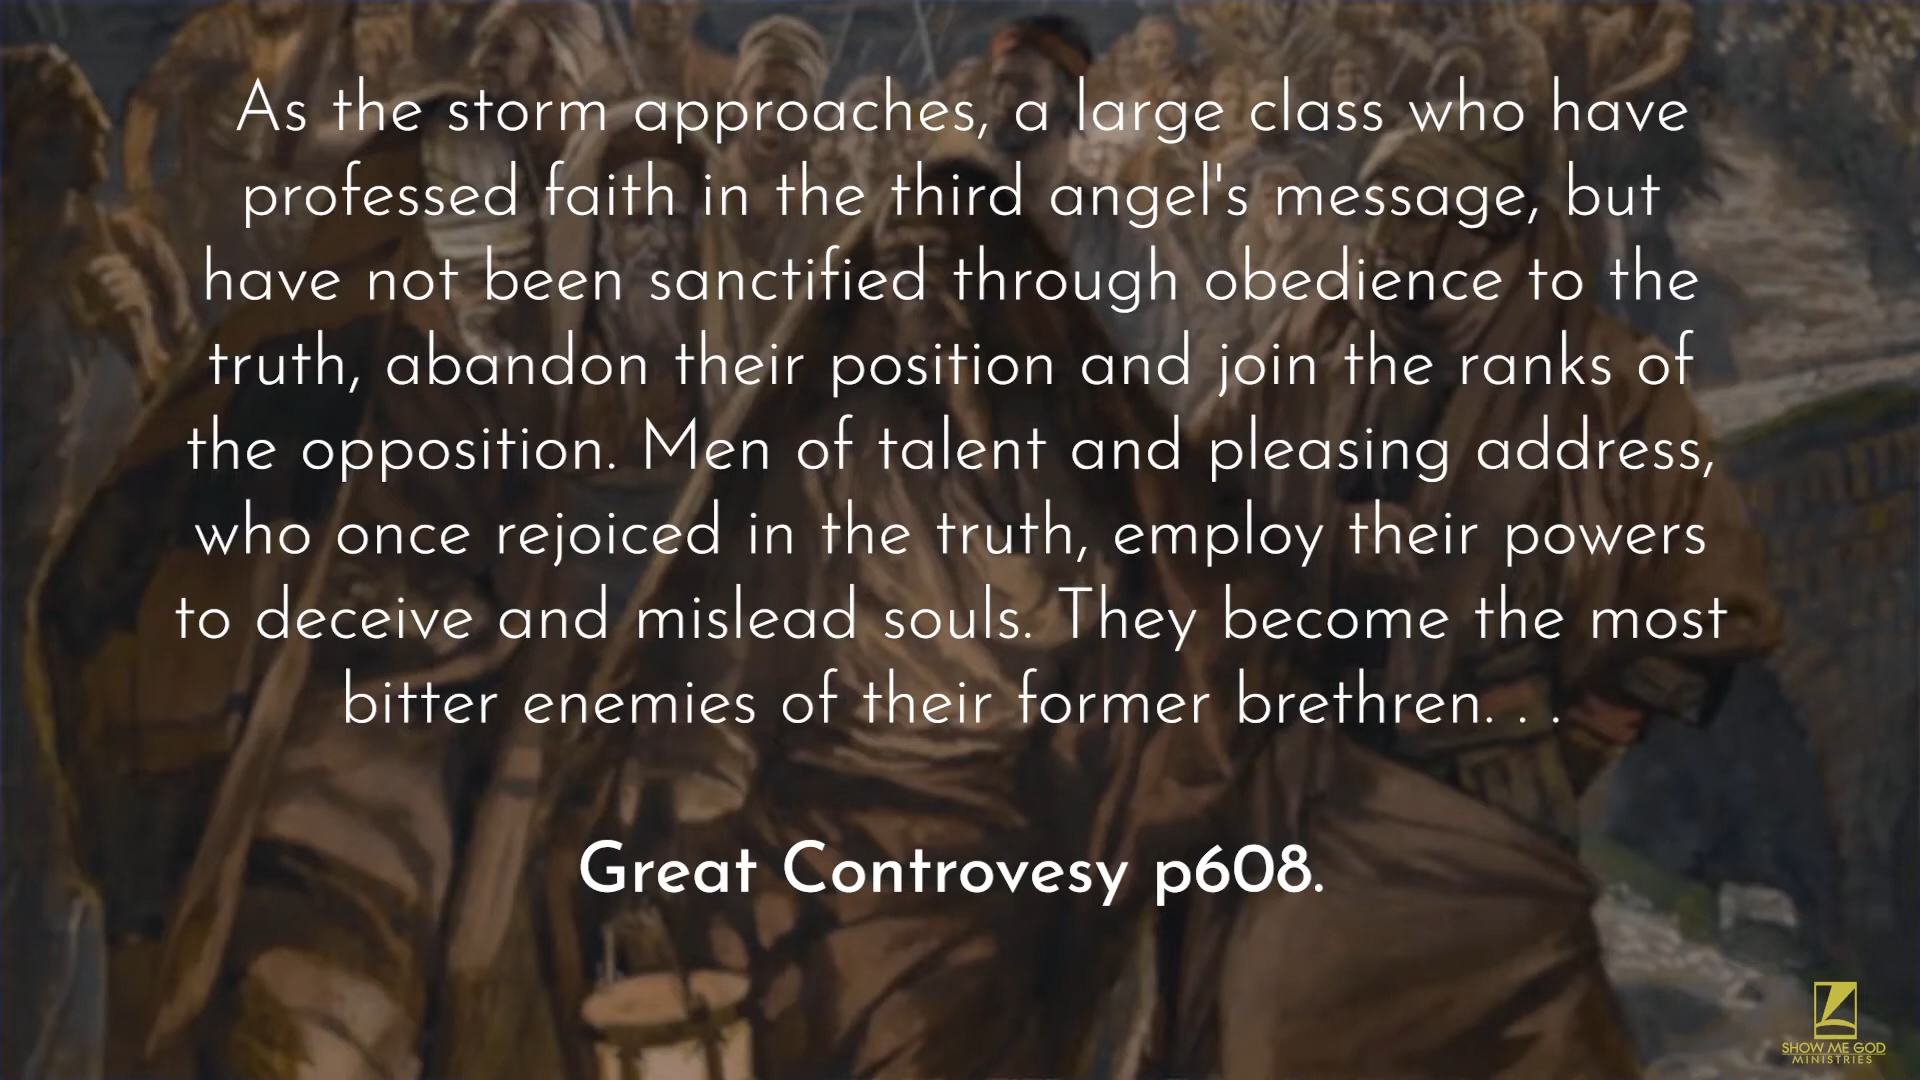 As the storm approaches, a large class who have
professed faith in the third angel's message, but
have not been sanctified through obedience to the
truth, abandon their position and join the ranks of
the opposition. Men of talent and pleasing address,
who once rejoiced in the truth, employ their powers
to deceive and mislead souls. They become the most
bitter enemies of their former brethren. . .
Great Controvesy p608.
SHOW ME GOD
MINISTRIES